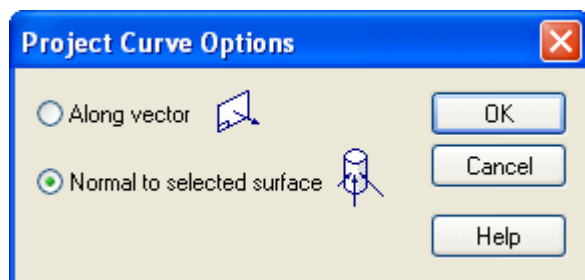 Project Curve Options
Along vector
Normal to selected surface
OK
Cancel
Help